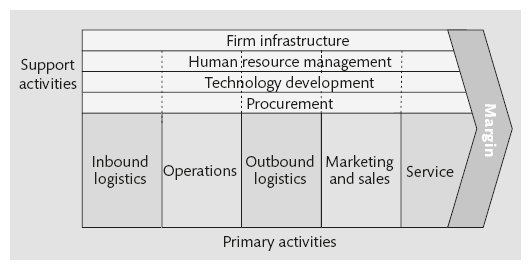 Firm infrastructure
Human resource management
Technology development
Procurement
Support
activities
Inbound
logistics
Operations
Outbound
logistics
Marketing
and sales
Service
Margin
Primary activities